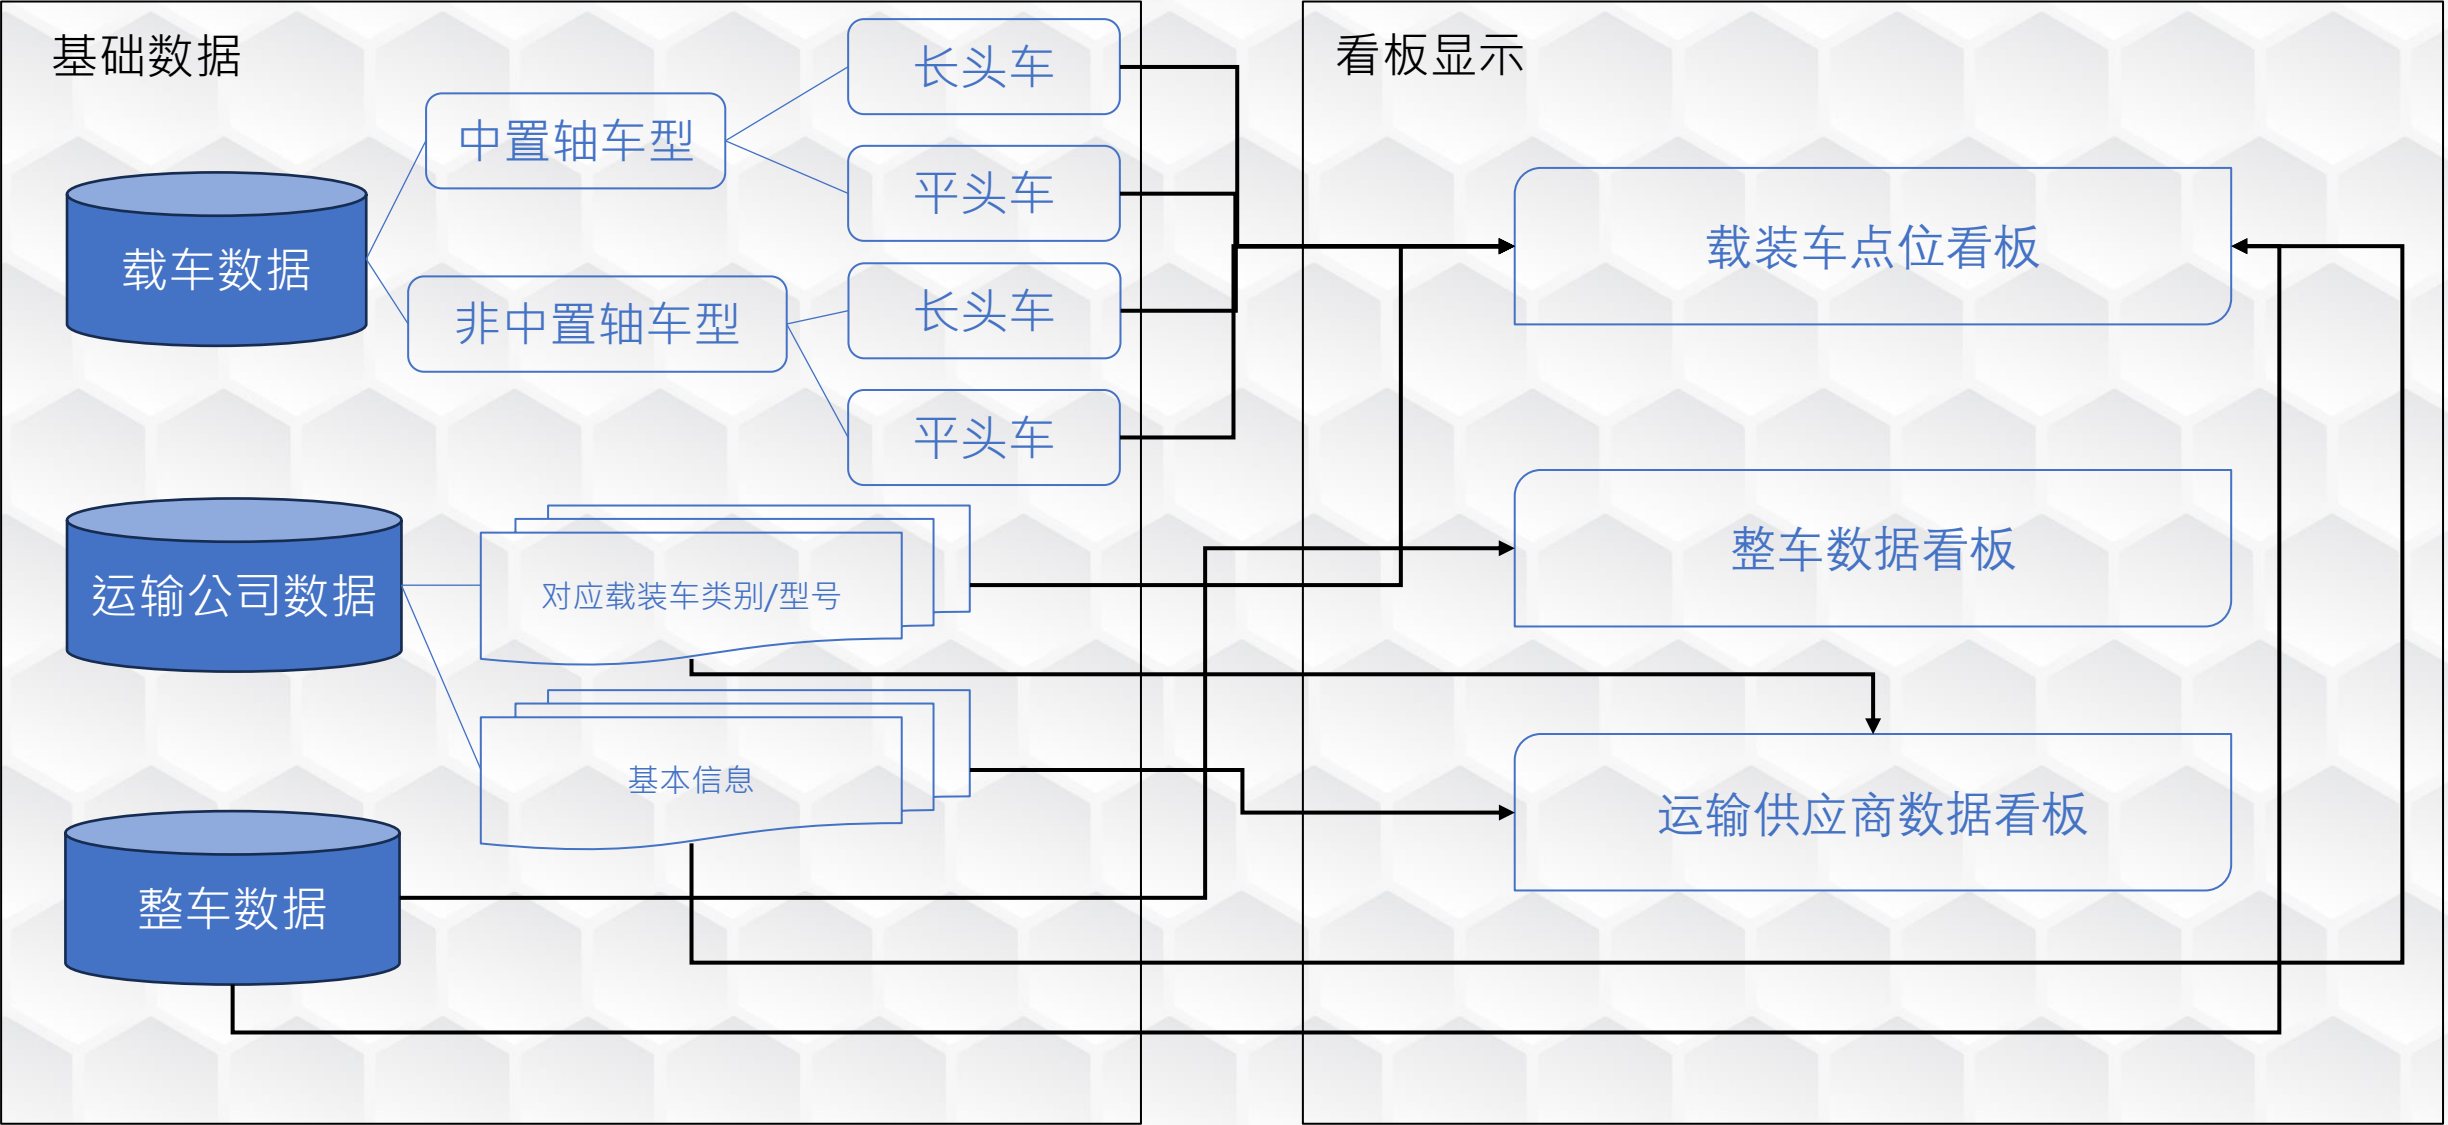 基础数据
载车数据
中置轴车型
长头车
平头车
非中置轴车型
长头车
平头车
运输公司数据
对应载装车类别/型号
基本信息
整车数据
看板显示
载装车点位看板
整车数据看板
运输供应商数据看板